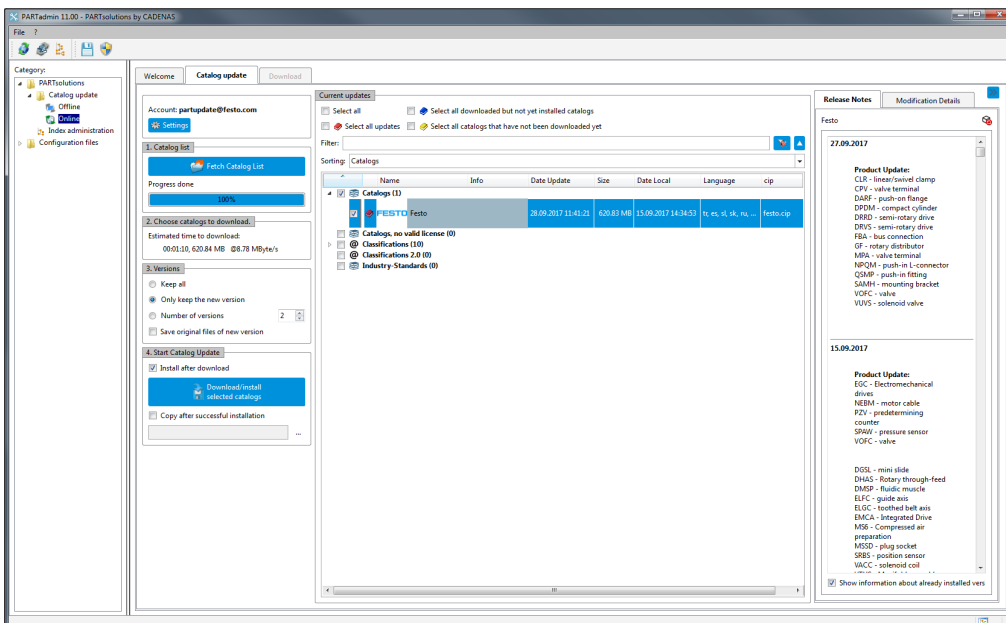 PARTadmin 11.00 - PARTsolutions by CADENAS
File ?
Category:
PARTsolutions
Catalog update
Offline
Online
Index administration
Configuration files
Welcome
Catalog update
Download
Account: partupdate@festo.com
Settings
1. Catalog list
Fetch Catalog List
Progress done
100%
2. Choose catalogs to download.
Estimated time to download:
00:01:10, 620.84 MB @8.78 MByte/s
3. Versions
Keep all
Only keep the new version
Number of versions 2
Save original files of new version
4. Start Catalog Update
Install after download
Download/install
selected catalogs
Copy after successful installation
...
Current updates
Select all
Select all downloaded but not yet installed catalogs
Select all updates
Select all catalogs that have not been downloaded yet
Filter:
Sorting: Catalogs
Name Info Date Update Size Date Local Language cip
Catalogs (1)
FESTO Festo 28.09.2017 11:41:21 620.83 MB 15.09.2017 14:34:53 tr, es, sl, sk, ru, ... festo.cip
Catalogs, no valid license (0)
@ Classifications (10)
@ Classifications 2.0 (0)
Industry-Standards (0)
Release Notes
Modification Details
Festo
27.09.2017
Product Update:
CLR - linear/swivel clamp
CPV - valve terminal
DARF - push-on flange
DPDM - compact cylinder
DRRD - semi-rotary drive
DRVS - semi-rotary drive
FBA - bus connection
GF - rotary distributor
MPA - valve terminal
NPQM - push-in L-connector
QSMP - push-in fitting
SAMH - mounting bracket
VOFC - valve
VUVS - solenoid valve
15.09.2017
Product Update:
EGC - Electromechanical
drives
NEBM - motor cable
PZV - predetermining
counter
SPAW - pressure sensor
VOFC - valve
DGSL - mini slide
DHAS - Rotary through-feed
DMSP - fluidic muscle
ELFC - guide axis
ELGC - toothed belt axis
EMCA - Integrated Drive
MS6 - Compressed air
preparation
MSSD - plug socket
SRBS - position sensor
VACC - solenoid coil
Show information about already installed vers